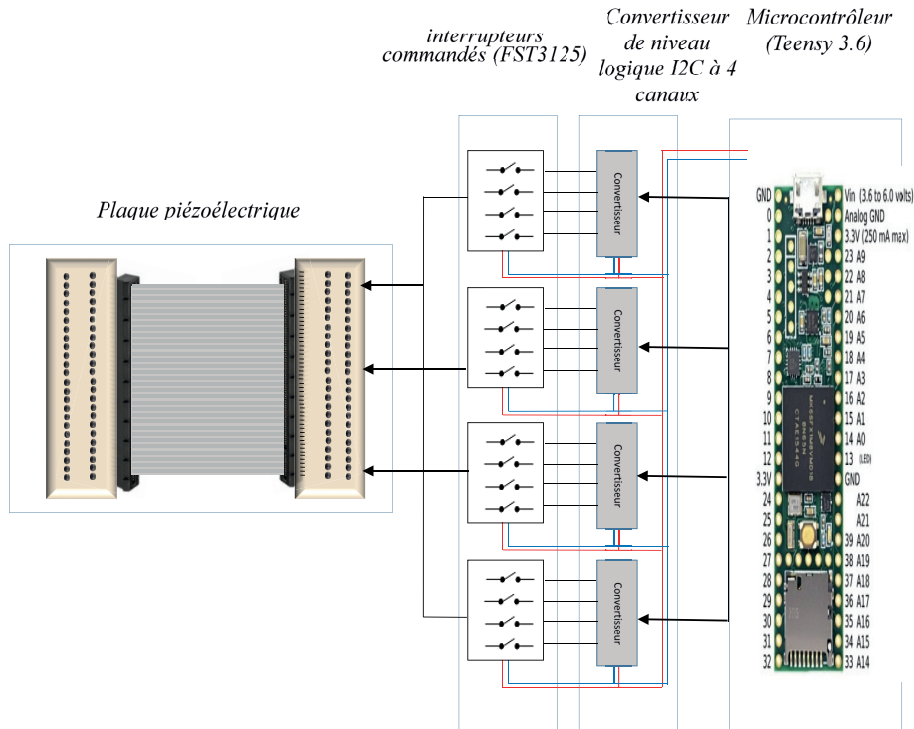 interrupteurs
commandés (FST3125)
Convertisseur
de niveau
logique I2C à 4
canaux
Microcontrôleur
(Teensy 3.6)
Plaque piézoélectrique
Convertisseur
Convertisseur
Convertisseur
Convertisseur
GND
0
1
2
3
4
5
6
7
8
9
10
11
12
3.3V
24
25
26
27
28
29
30
31
32
Vin (3.6 to 6.0 volts)
Analog GND
3.3V (250 mA max)
23 A9
22 A8
21 A7
20 A6
19 A5
18 A4
17 A3
16 A2
15 A1
14 A0
13 (LED)
GND
A22
A21
39 A20
38 A19
37 A18
36 A17
35 A16
34 A15
33 A14